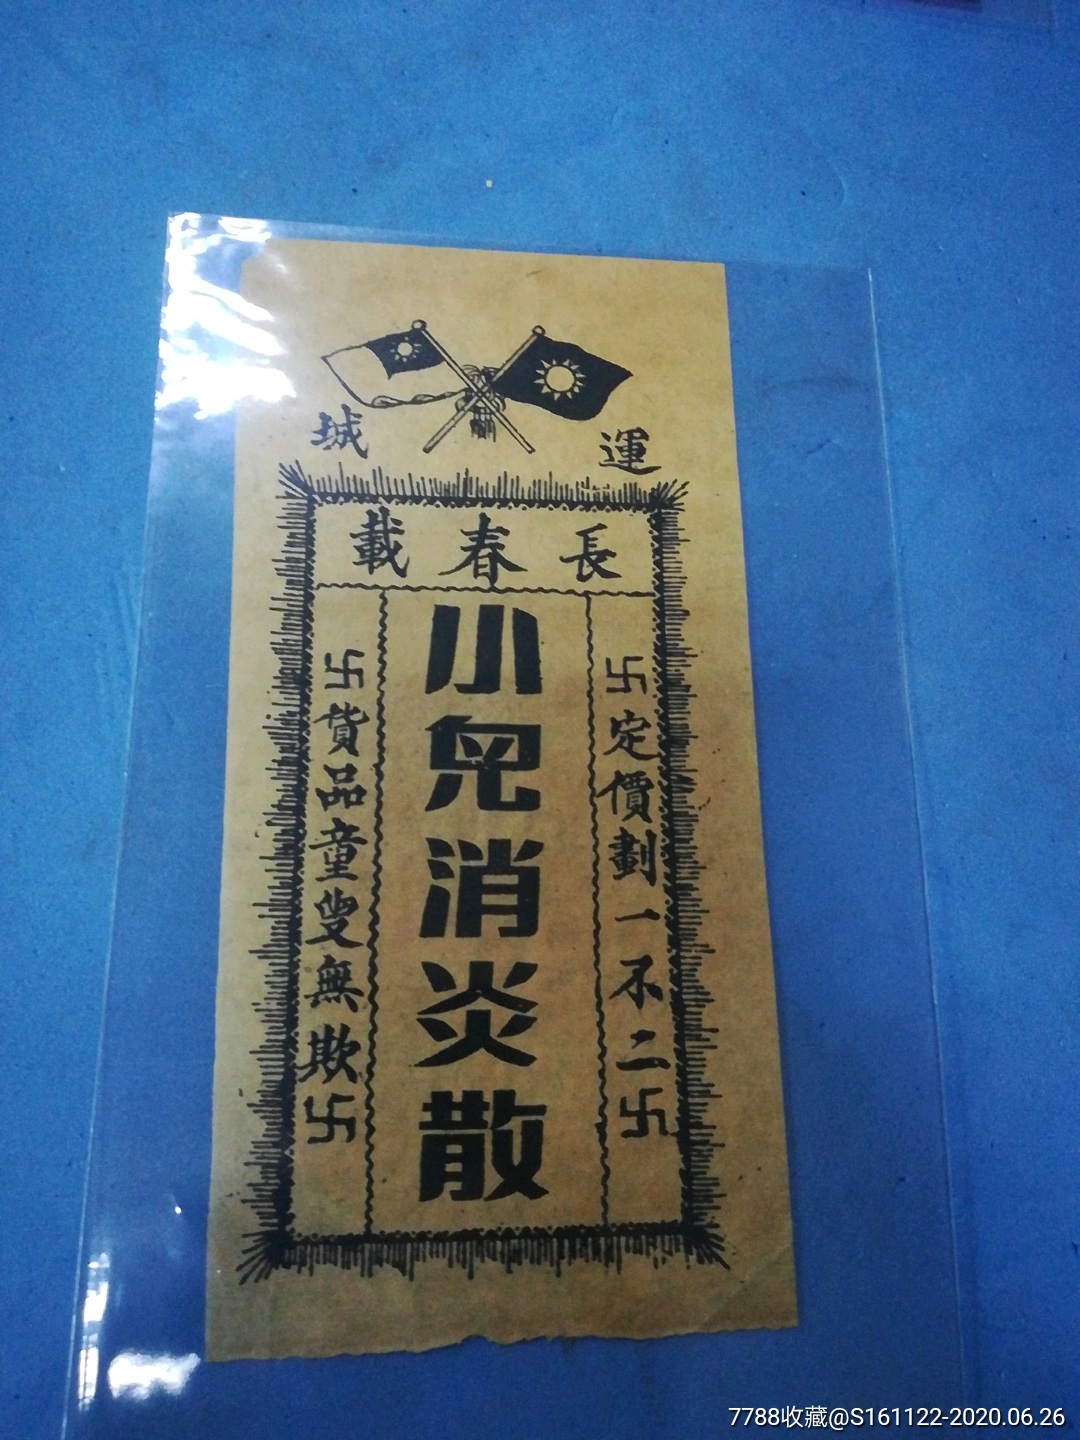 運城
長春載
卐定價劃一不二卐
小兒消炎散
卐貨品童叟無欺卐
7788收藏@S161122-2020.06.26